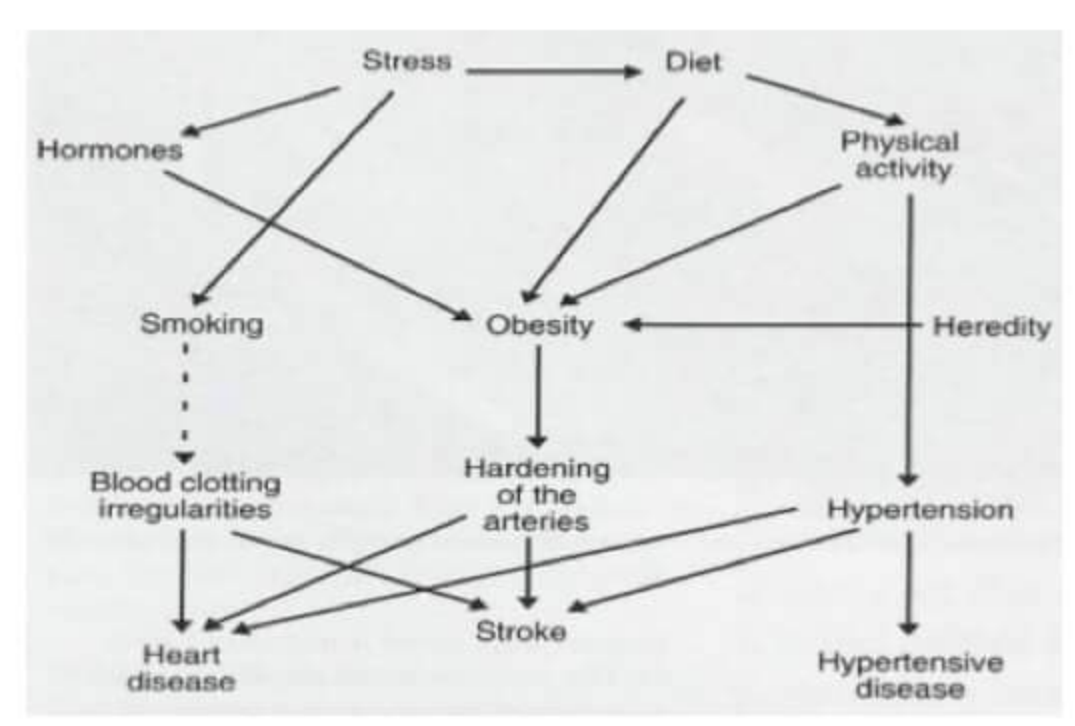 Stress
Diet
Hormones
Physical
activity
Smoking
Obesity
Heredity
Blood clotting
irregularities
Hardening
of the
arteries
Hypertension
Heart
disease
Stroke
Hypertensive
disease